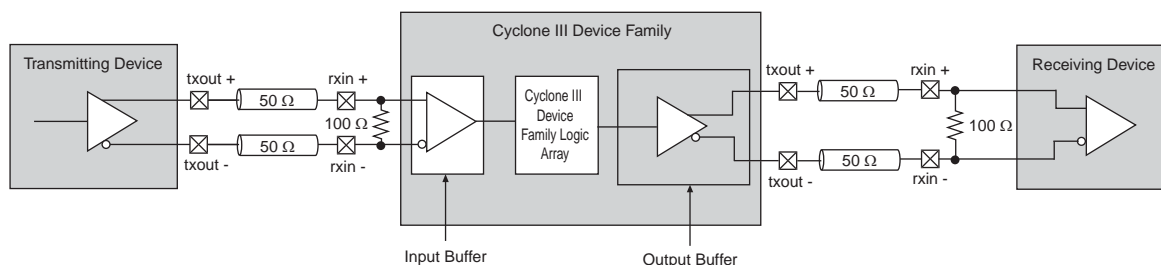 Cyclone III Device Family
Transmitting Device
txout +
rxin +
50 Ω
100 Ω
50 Ω
txout -
rxin -
Cyclone III
Device
Family Logic
Array
Input Buffer
Output Buffer
txout +
rxin +
50 Ω
100 Ω
50 Ω
txout -
rxin -
Receiving Device